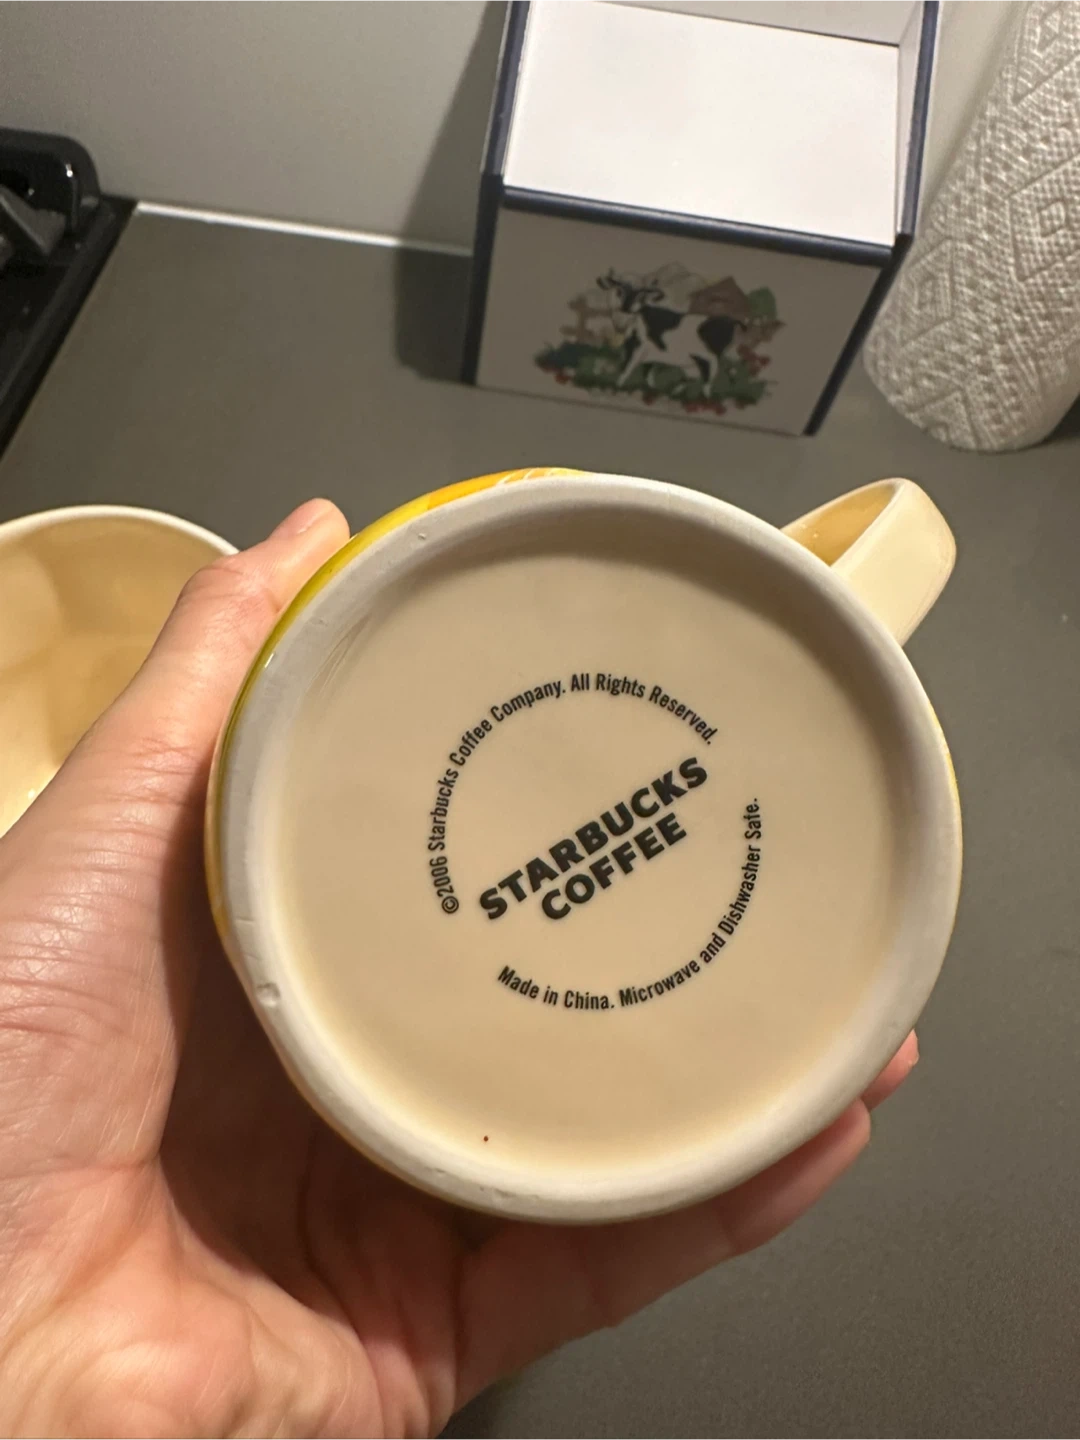 ©2006 Starbucks Coffee Company. All Rights Reserved.
STARBUCKS
COFFEE
Made in China. Microwave and Dishwasher Safe.